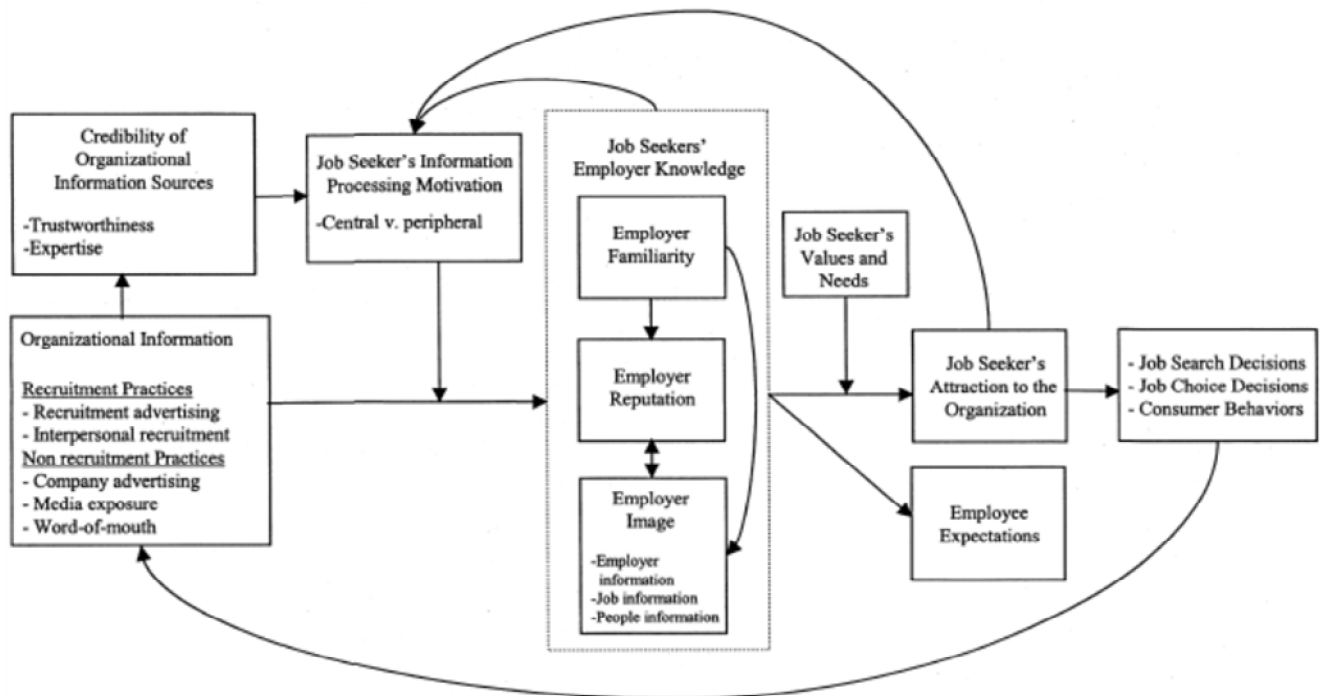 Credibility of
Organizational
Information Sources
-Trustworthiness
-Expertise
Job Seeker's Information
Processing Motivation
-Central v. peripheral
Organizational Information
Recruitment Practices
- Recruitment advertising
- Interpersonal recruitment
Non recruitment Practices
- Company advertising
- Media exposure
- Word-of-mouth
Job Seekers'
Employer Knowledge
Employer
Familiarity
Employer
Reputation
Employer
Image
-Employer
information
-Job information
-People information
Job Seeker's
Values and
Needs
Job Seeker's
Attraction to the
Organization
Employee
Expectations
- Job Search Decisions
- Job Choice Decisions
- Consumer Behaviors